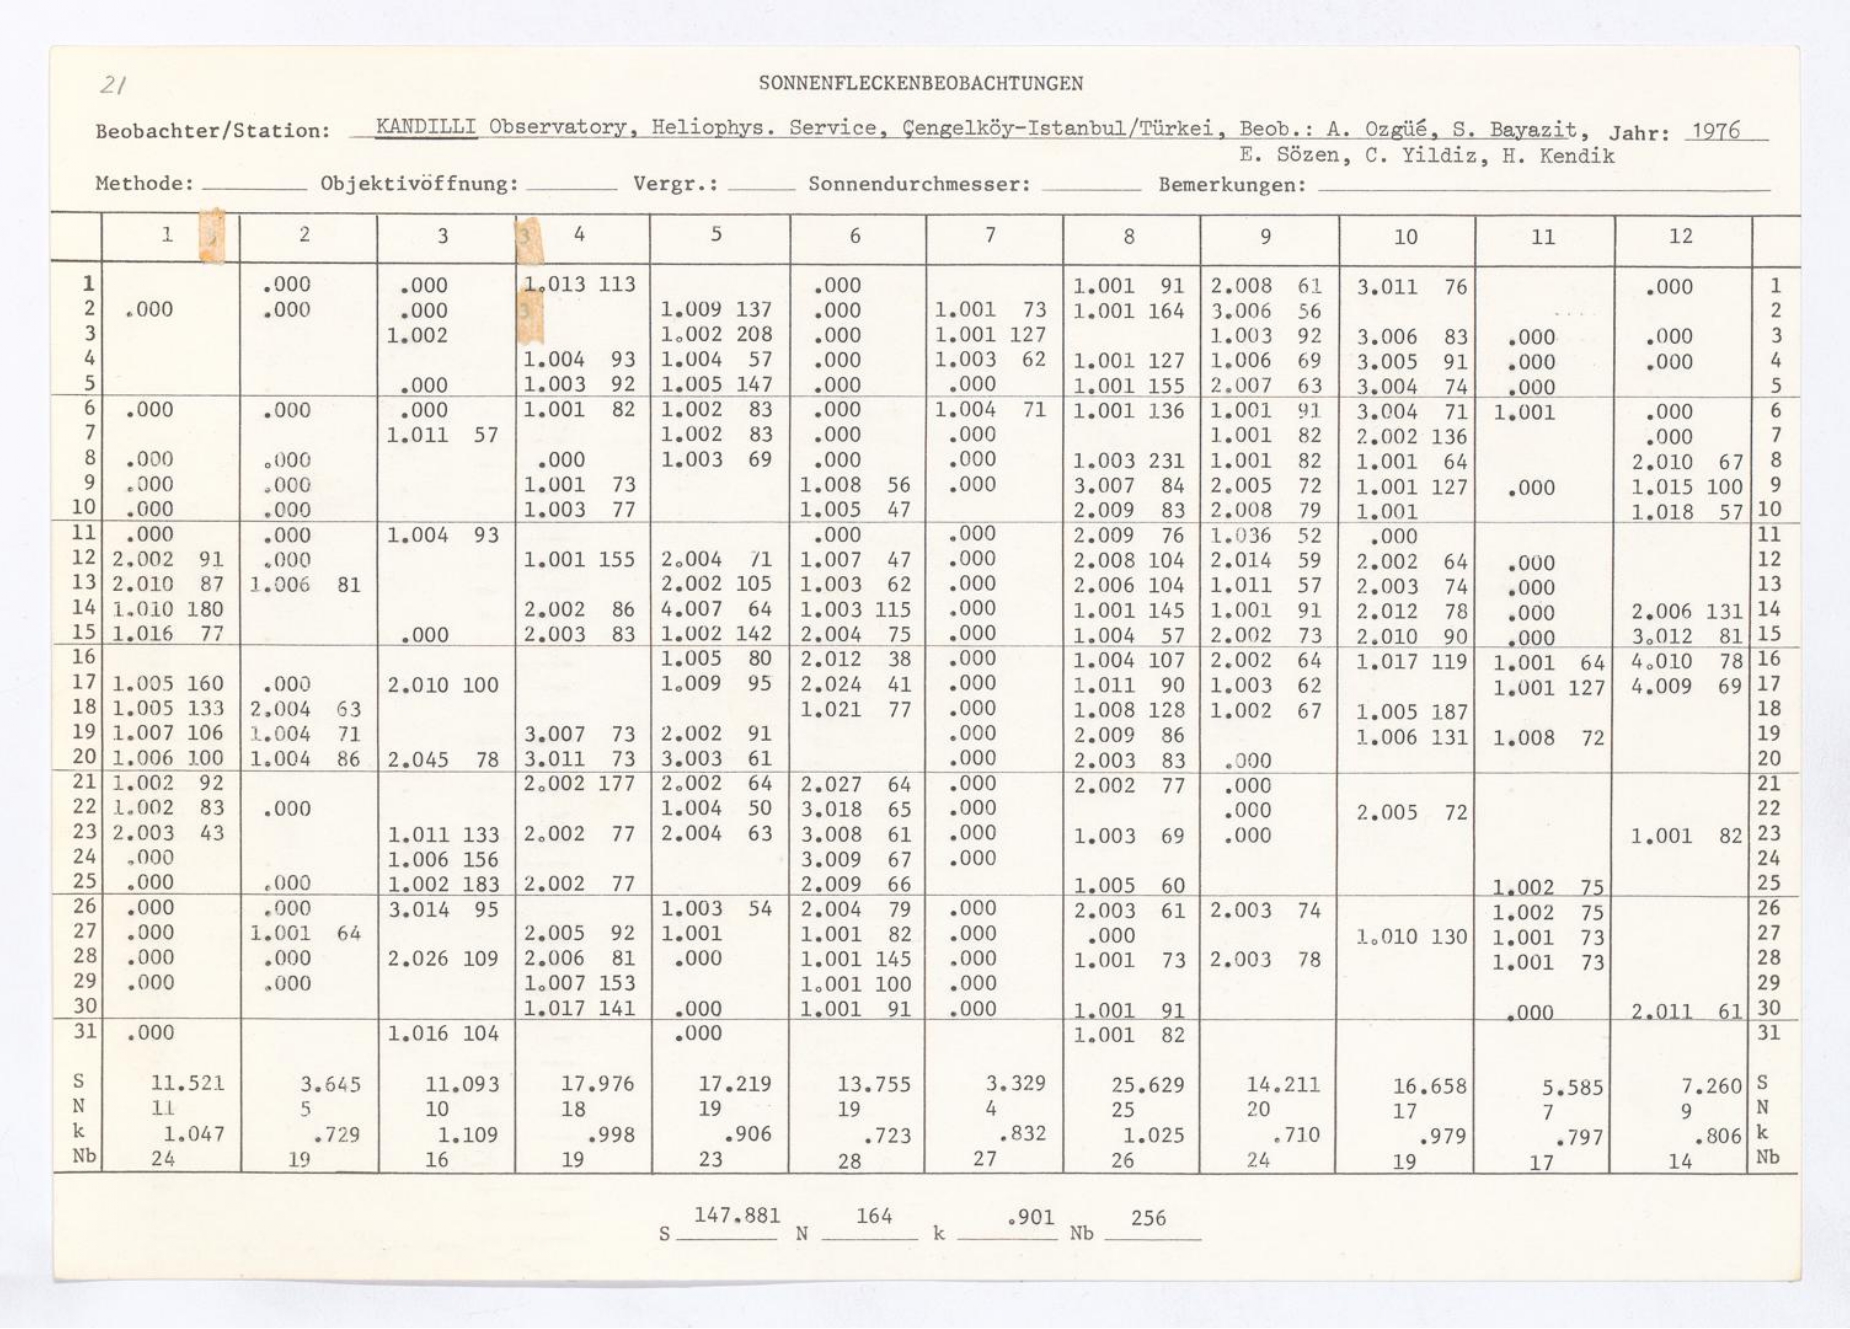 21
SONNENFLECKENBEOBACHTUNGEN
Beobachter/Station: KANDILLI Observatory, Heliophys. Service, Çengelköy-Istanbul/Türkei, Beob.: A. Ozgüé, S. Bayazit, Jahr: 1976
E. Sözen, C. Yildiz, H. Kendik
Methode: Objektivöffnung: Vergr.: Sonnendurchmesser: Bemerkungen:
1 2 3 4 5 6 7 8 9 10 11 12
1 .000 .000 1.013 113 .000 1.001 91 2.008 61 3.011 76 .000 1
2 .000 .000 .000 1.009 137 .000 1.001 73 1.001 164 3.006 56 2
3 1.002 1.002 208 .000 1.001 127 1.003 92 3.006 83 .000 .000 3
4 1.004 93 1.004 57 .000 1.003 62 1.001 127 1.006 69 3.005 91 .000 .000 4
5 .000 1.003 92 1.005 147 .000 .000 1.001 155 2.007 63 3.004 74 .000 5
6 .000 .000 .000 1.001 82 1.002 83 .000 1.004 71 1.001 136 1.001 91 3.004 71 1.001 .000 6
7 1.011 57 1.002 83 .000 .000 1.001 82 2.002 136 .000 7
8 .000 .000 .000 1.003 69 .000 .000 1.003 231 1.001 82 1.001 64 2.010 67 8
9 .000 .000 1.001 73 1.008 56 .000 3.007 84 2.005 72 1.001 127 .000 1.015 100 9
10 .000 .000 1.003 77 1.005 47 2.009 83 2.008 79 1.001 1.018 57 10
11 .000 .000 1.004 93 .000 .000 2.009 76 1.036 52 .000 11
12 2.002 91 .000 1.001 155 2.004 71 1.007 47 .000 2.008 104 2.014 59 2.002 64 .000 12
13 2.010 87 1.006 81 2.002 105 1.003 62 .000 2.006 104 1.011 57 2.003 74 .000 13
14 1.010 180 2.002 86 4.007 64 1.003 115 .000 1.001 145 1.001 91 2.012 78 .000 2.006 131 14
15 1.016 77 .000 2.003 83 1.002 142 2.004 75 .000 1.004 57 2.002 73 2.010 90 .000 3.012 81 15
16 1.005 80 2.012 38 .000 1.004 107 2.002 64 1.017 119 1.001 64 4.010 78 16
17 1.005 160 .000 2.010 100 1.009 95 2.024 41 .000 1.011 90 1.003 62 1.001 127 4.009 69 17
18 1.005 133 2.004 63 1.021 77 .000 1.008 128 1.002 67 1.005 187 18
19 1.007 106 1.004 71 3.007 73 2.002 91 .000 2.009 86 1.006 131 1.008 72 19
20 1.006 100 1.004 86 2.045 78 3.011 73 3.003 61 .000 2.003 83 .000 20
21 1.002 92 2.002 177 2.002 64 2.027 64 .000 2.002 77 .000 21
22 1.002 83 .000 1.004 50 3.018 65 .000 .000 2.005 72 22
23 2.003 43 1.011 133 2.002 77 2.004 63 3.008 61 .000 1.003 69 .000 1.001 82 23
24 .000 1.006 156 3.009 67 .000 24
25 .000 .000 1.002 183 2.002 77 2.009 66 1.005 60 1.002 75 25
26 .000 .000 3.014 95 1.003 54 2.004 79 .000 2.003 61 2.003 74 1.002 75 26
27 .000 1.001 64 2.005 92 1.001 1.001 82 .000 .000 1.010 130 1.001 73 27
28 .000 .000 2.026 109 2.006 81 .000 1.001 145 .000 1.001 73 2.003 78 1.001 73 28
29 .000 .000 1.007 153 1.001 100 .000 29
30 1.017 141 .000 1.001 91 .000 1.001 91 .000 2.011 61 30
31 .000 1.016 104 .000 1.001 82 31
S 11.521 3.645 11.093 17.976 17.219 13.755 3.329 25.629 14.211 16.658 5.585 7.260 S
N 11 5 10 18 19 19 4 25 20 17 7 9 N
k 1.047 .729 1.109 .998 .906 .723 .832 1.025 .710 .979 .797 .806 k
Nb 24 19 16 19 23 28 27 26 24 19 17 14 Nb
S 147.881 N 164 k .901 Nb 256